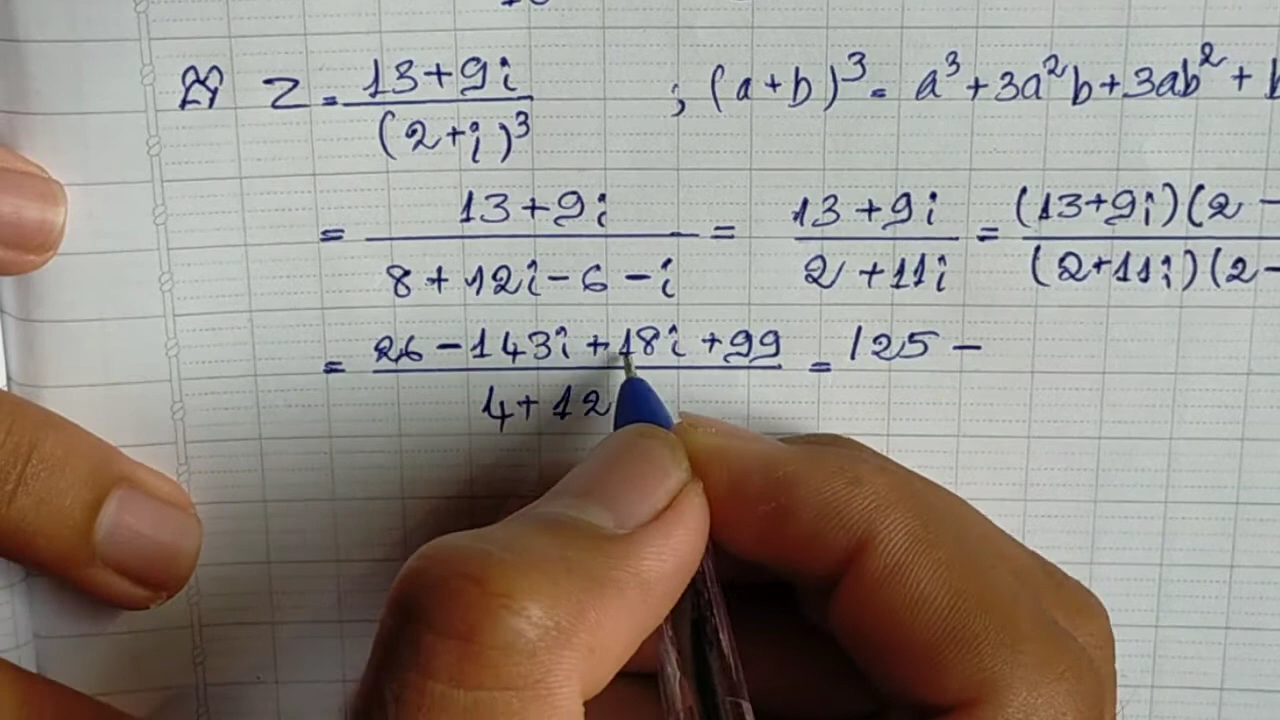 Z = 13+9i / (2+i)³ ; (a+b)³ = a³+3a²b+3ab²+
= 13+9i / 8+12i-6-i = 13+9i / 2+11i = (13+9i)(2- / (2+11i)(2-
= 26-143i+18i+99 / 4+12 = 125-